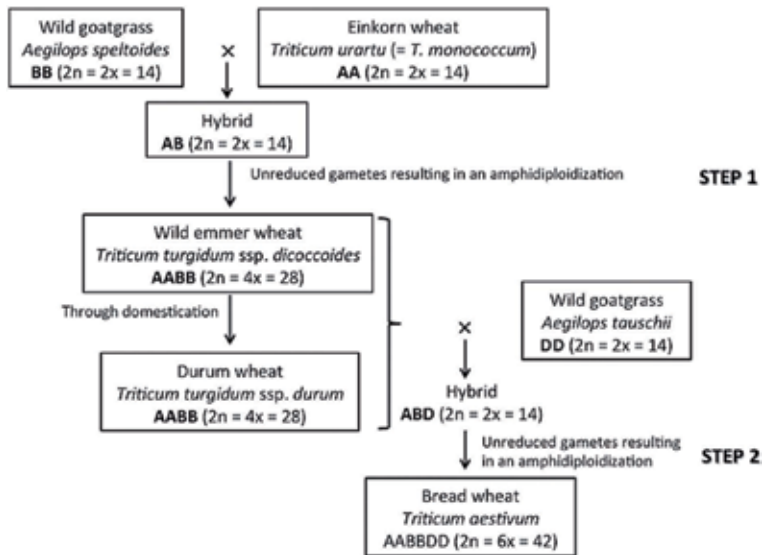 Wild goatgrass
Aegilops speltoides
BB (2n = 2x = 14)
×
Einkorn wheat
Triticum urartu (= T. monococcum)
AA (2n = 2x = 14)
Hybrid
AB (2n = 2x = 14)
Unreduced gametes resulting in an amphidiploidization
STEP 1
Wild emmer wheat
Triticum turgidum ssp. dicoccoides
AABB (2n = 4x = 28)
Through domestication
Durum wheat
Triticum turgidum ssp. durum
AABB (2n = 4x = 28)
×
Wild goatgrass
Aegilops tauschii
DD (2n = 2x = 14)
Hybrid
ABD (2n = 2x = 14)
Unreduced gametes resulting
in an amphidiploidization
STEP 2
Bread wheat
Triticum aestivum
AABBDD (2n = 6x = 42)